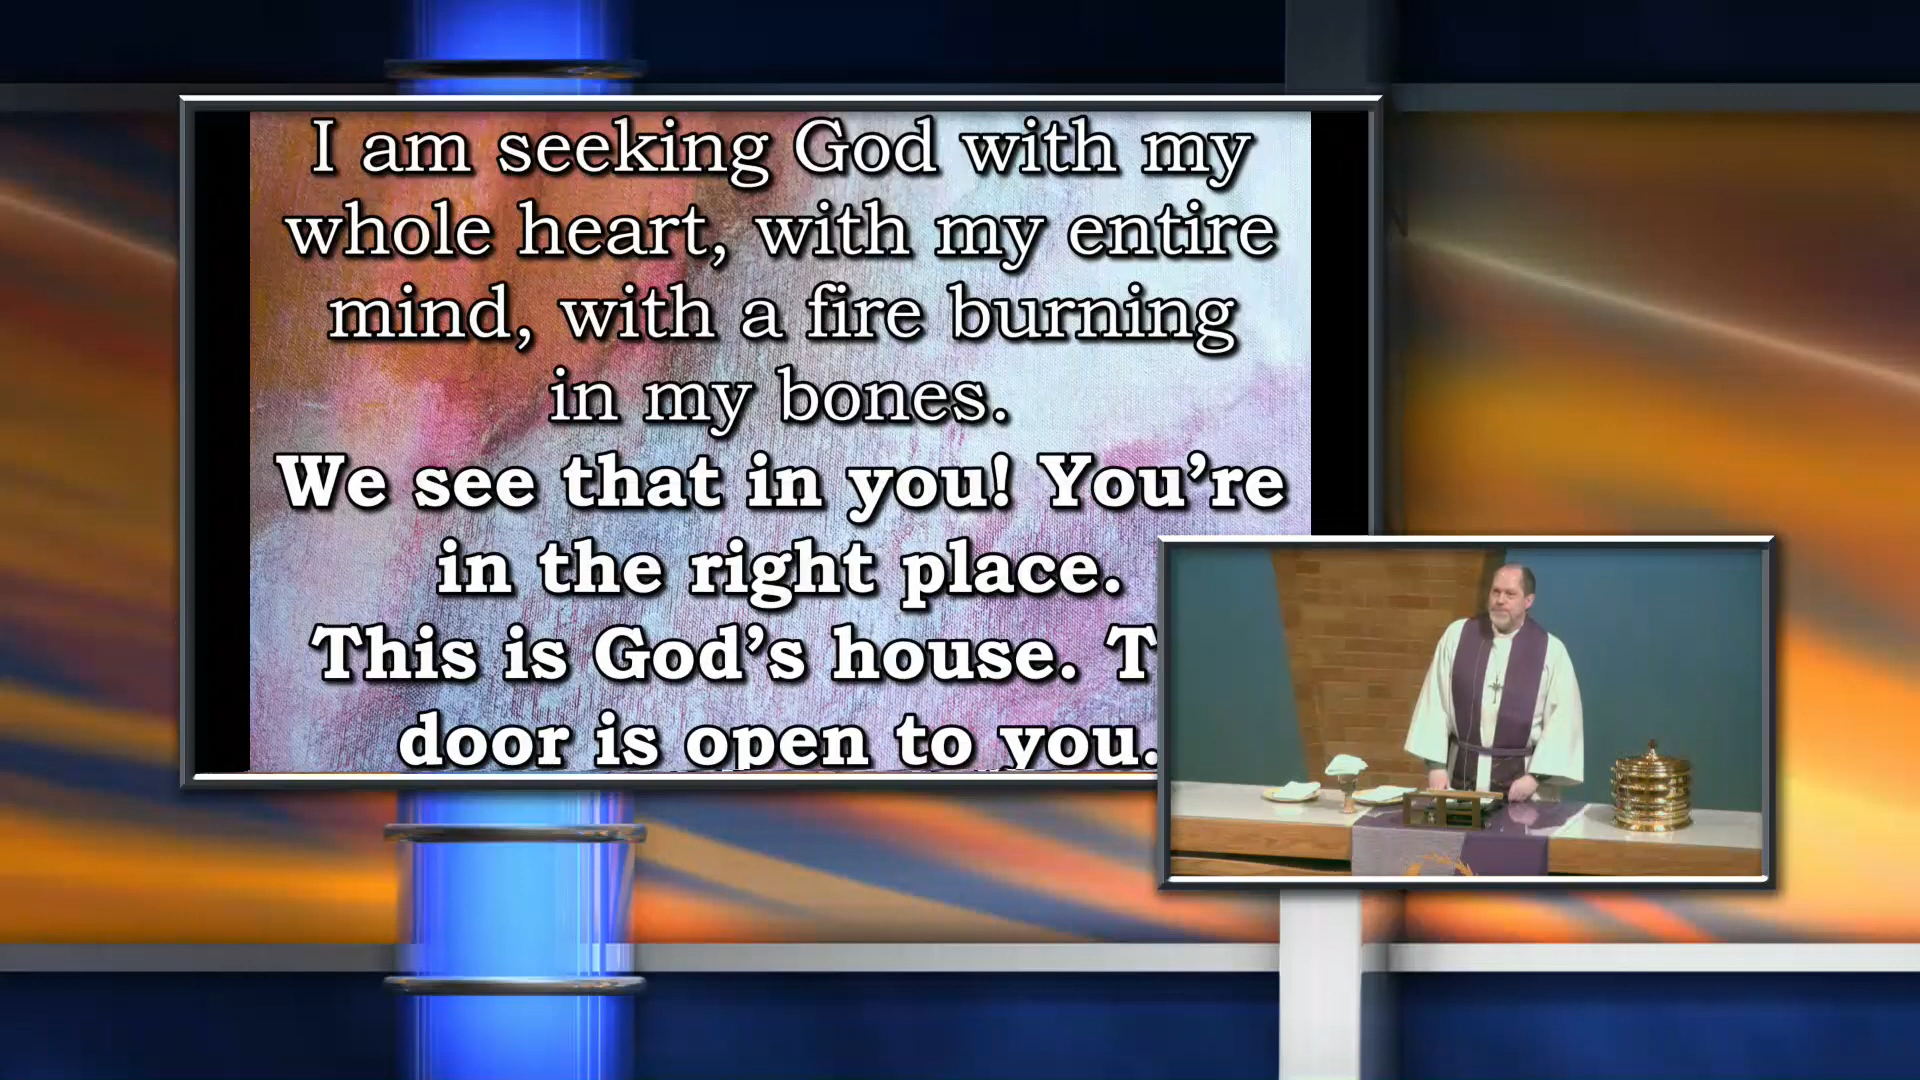 I am seeking God with my
whole heart, with my entire
mind, with a fire burning
in my bones.
We see that in you! You’re
in the right place.
This is God’s house. T
door is open to you.